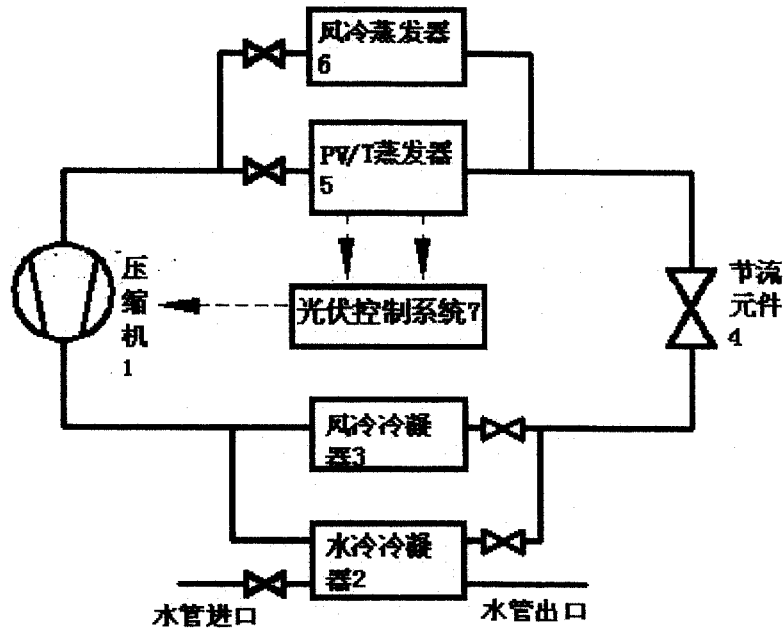 风冷蒸发器
6
PV/T蒸发器
5
压
缩
机
1
光伏控制系统7
节流
元件
4
风冷冷凝
器3
水冷冷凝
器2
水管进口
水管出口